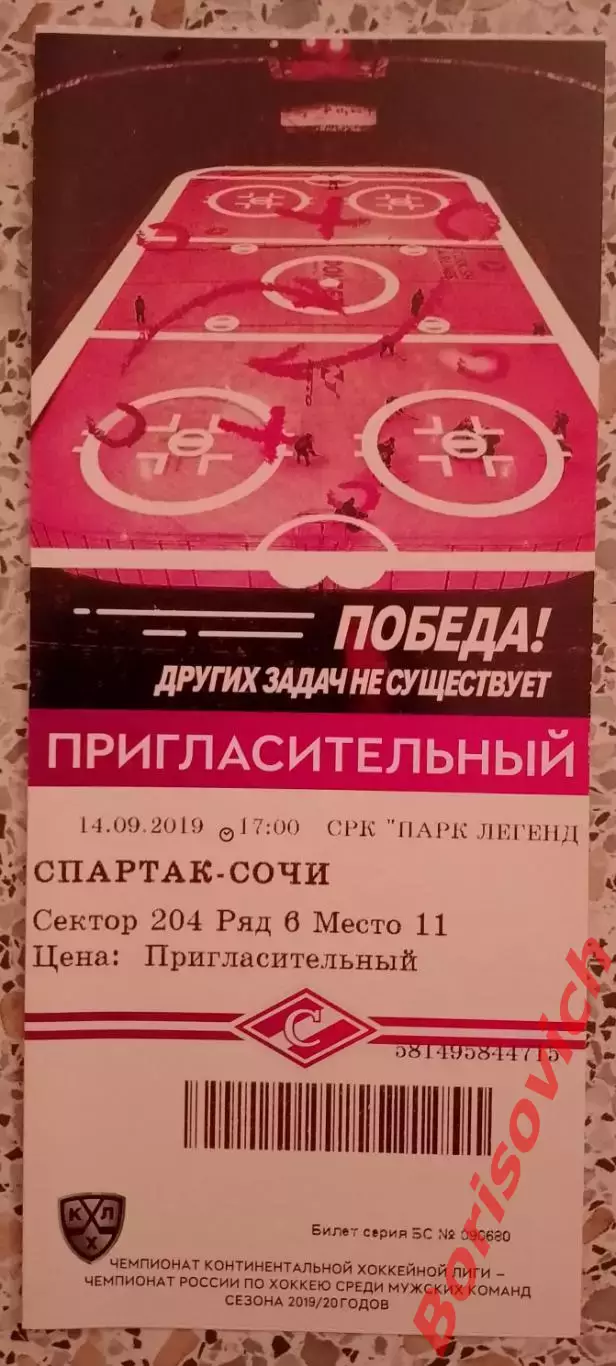 ПОБЕДА!
ДРУГИХ ЗАДАЧ НЕ СУЩЕСТВУЕТ
ПРИГЛАСИТЕЛЬНЫЙ
14.09.2019 17:00 СРК "ПАРК ЛЕГЕНД
СПАРТАК-СОЧИ
Сектор 204 Ряд 6 Место 11
Цена: Пригласительный
С
581495844715
КХЛ
Билет серия БС № 090680
ЧЕМПИОНАТ КОНТИНЕНТАЛЬНОЙ ХОККЕЙНОЙ ЛИГИ –
ЧЕМПИОНАТ РОССИИ ПО ХОККЕЮ СРЕДИ МУЖСКИХ КОМАНД
СЕЗОНА 2019/20ГОДОВ
Borisovich